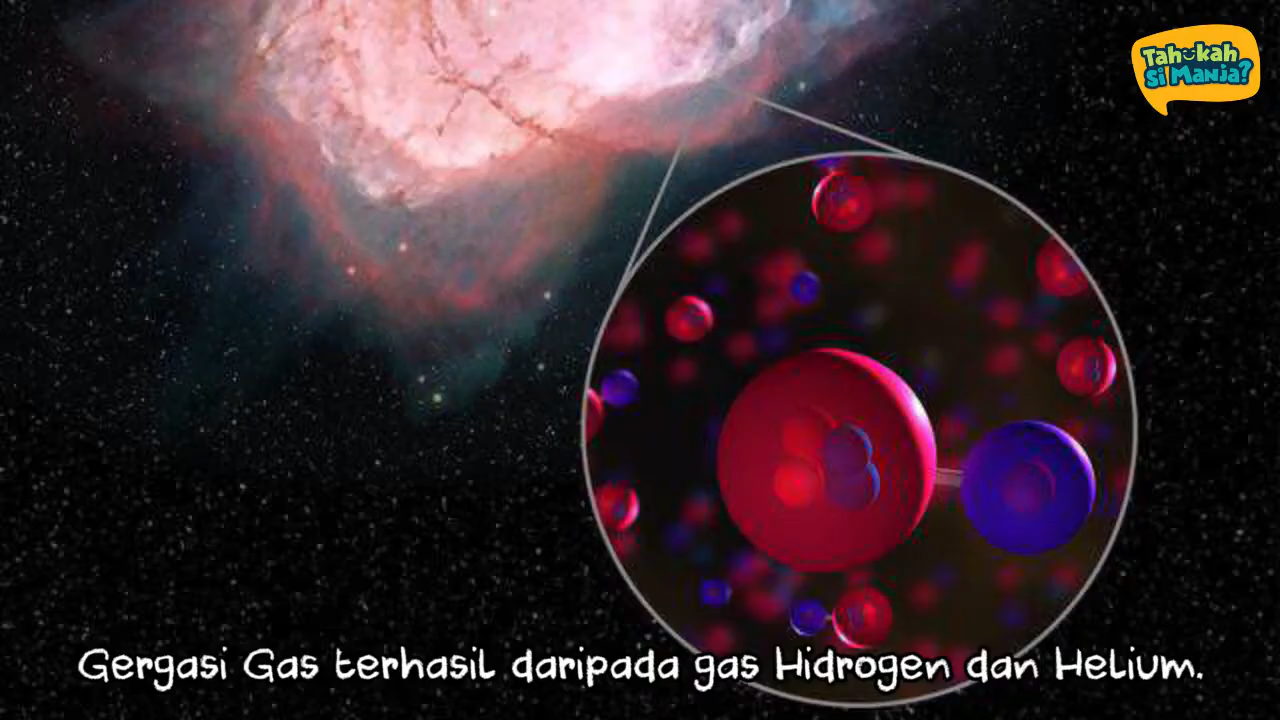 Tahukah
Si Manja?
Gergasi Gas terhasil daripada gas Hidrogen dan Helium.